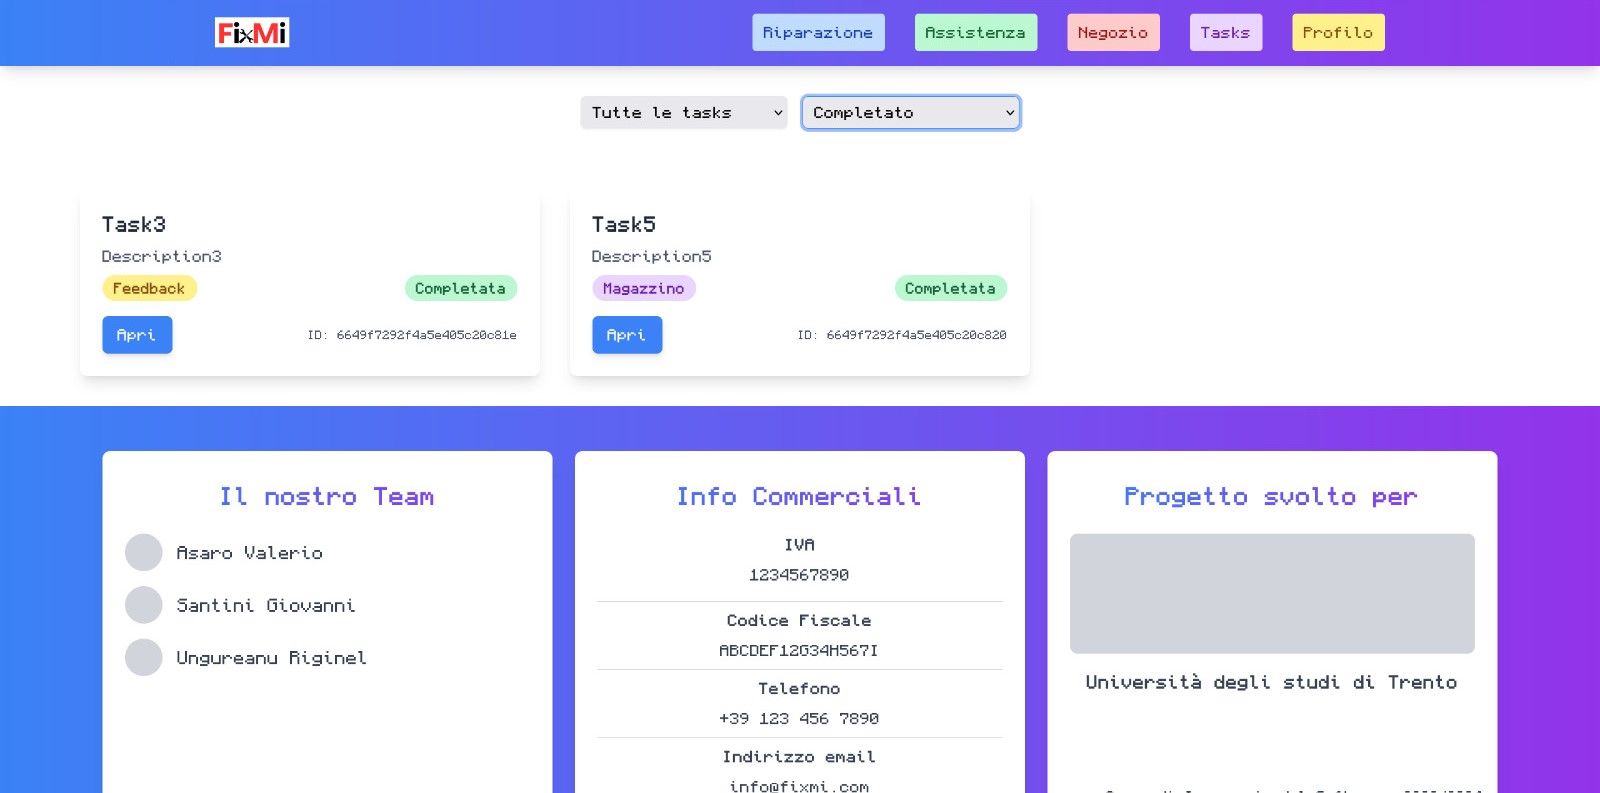 FixMi
Riparazione
Assistenza
Negozio
Tasks
Profilo
Tutte le tasks
Completato
Task3
Description3
Feedback
Completata
Apri
ID: 6649f7292f4a5e405c20c81e
Task5
Description5
Magazzino
Completata
Apri
ID: 6649f7292f4a5e405c20c820
Il nostro Team
Asaro Valerio
Santini Giovanni
Ungureanu Riginel
Info Commerciali
IVA
1234567890
Codice Fiscale
ABCDEF12G34H567I
Telefono
+39 123 456 7890
Indirizzo email
info@fixmi.com
Progetto svolto per
Università degli studi di Trento